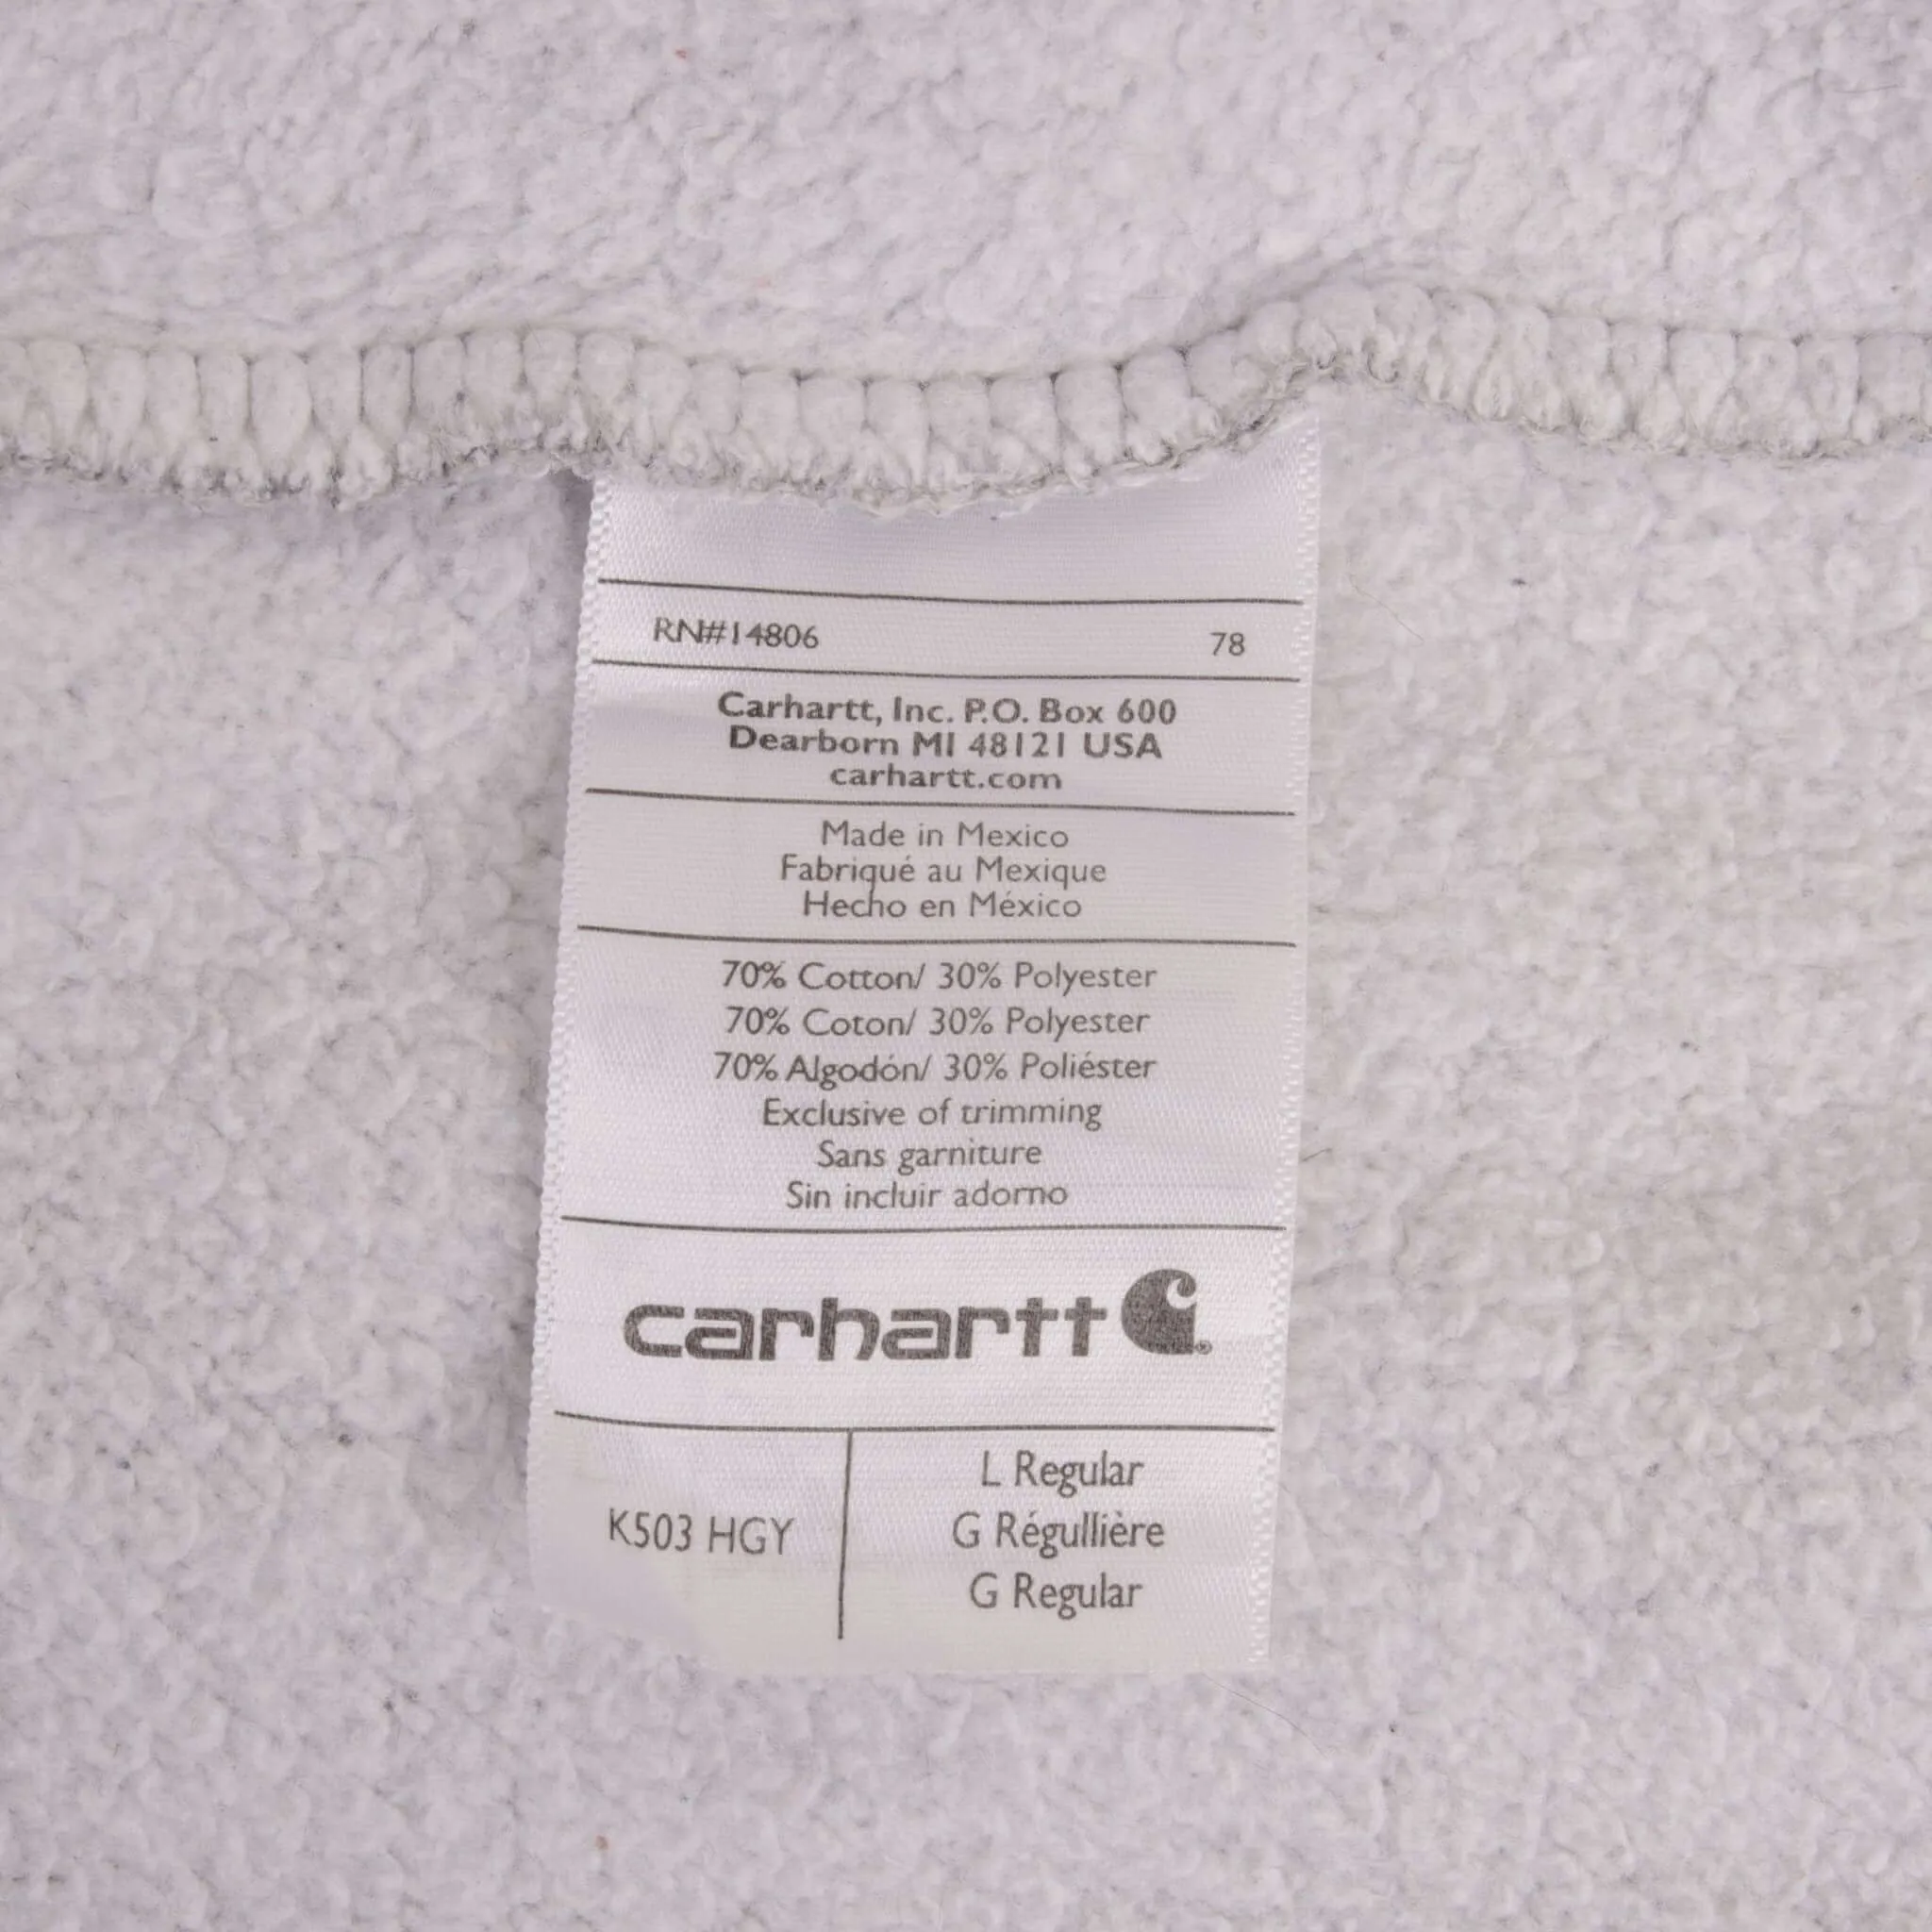 RN#14806 78
Carhartt, Inc. P.O. Box 600
Dearborn MI 48121 USA
carhartt.com
Made in Mexico
Fabriqué au Mexique
Hecho en México
70% Cotton/ 30% Polyester
70% Coton/ 30% Polyester
70% Algodón/ 30% Poliéster
Exclusive of trimming
Sans garniture
Sin incluir adorno
carhartt ®
K503 HGY
L Regular
G Régullière
G Regular